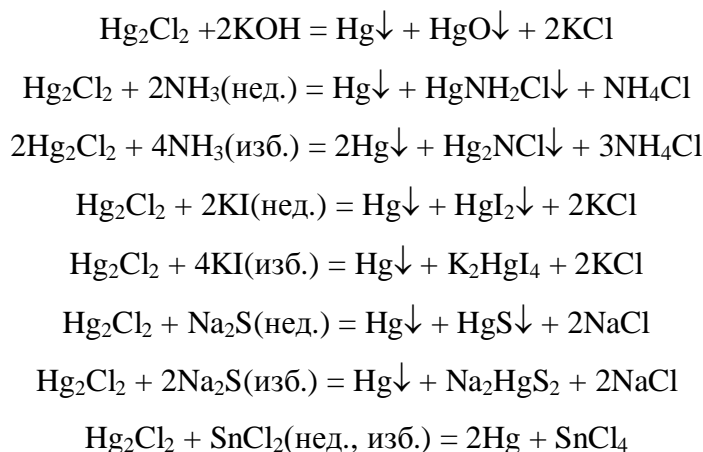 Hg₂Cl₂ +2KOH = Hg↓ + HgO↓ + 2KCl
Hg₂Cl₂ + 2NH₃(нед.) = Hg↓ + HgNH₂Cl↓ + NH₄Cl
2Hg₂Cl₂ + 4NH₃(изб.) = 2Hg↓ + Hg₂NCl↓ + 3NH₄Cl
Hg₂Cl₂ + 2KI(нед.) = Hg↓ + HgI₂↓ + 2KCl
Hg₂Cl₂ + 4KI(изб.) = Hg↓ + K₂HgI₄ + 2KCl
Hg₂Cl₂ + Na₂S(нед.) = Hg↓ + HgS↓ + 2NaCl
Hg₂Cl₂ + 2Na₂S(изб.) = Hg↓ + Na₂HgS₂ + 2NaCl
Hg₂Cl₂ + SnCl₂(нед., изб.) = 2Hg + SnCl₄